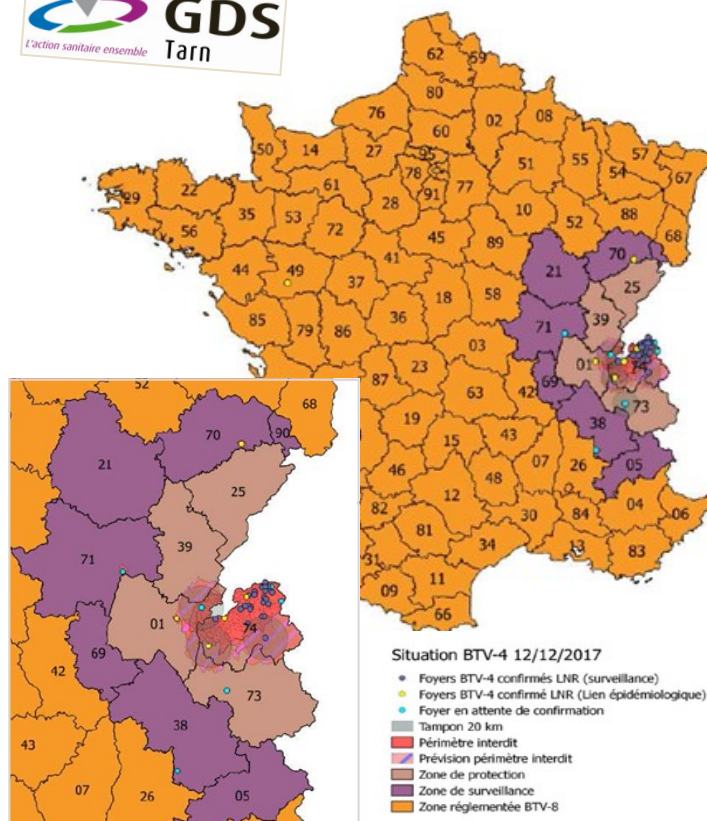 GDS
L'action sanitaire ensemble
Tarn
62 59
80
76 02 08
60
50 14 27 95 51 55 57
54 67
29 22 61 78 77
91
35 53 28 10 88
56 72 52 68
45 89
41 70
44 49 21
37 25
18 58
85 39
79 86 36 71
03
01 74
87 23 69
63 42 73
19 38
15 43
07 26 05
46 48
12 04
82 30 84 06
81
31 34 13 83
09 11
66
52
68
70 90
21
25
39
71
01 74
69
42 73
38
43
07 26 05
Situation BTV-4 12/12/2017
Foyers BTV-4 confirmés LNR (surveillance)
Foyers BTV-4 confirmé LNR (Lien épidémiologique)
Foyer en attente de confirmation
Tampon 20 km
Périmètre interdit
Prévision périmètre interdit
Zone de protection
Zone de surveillance
Zone réglementée BTV-8